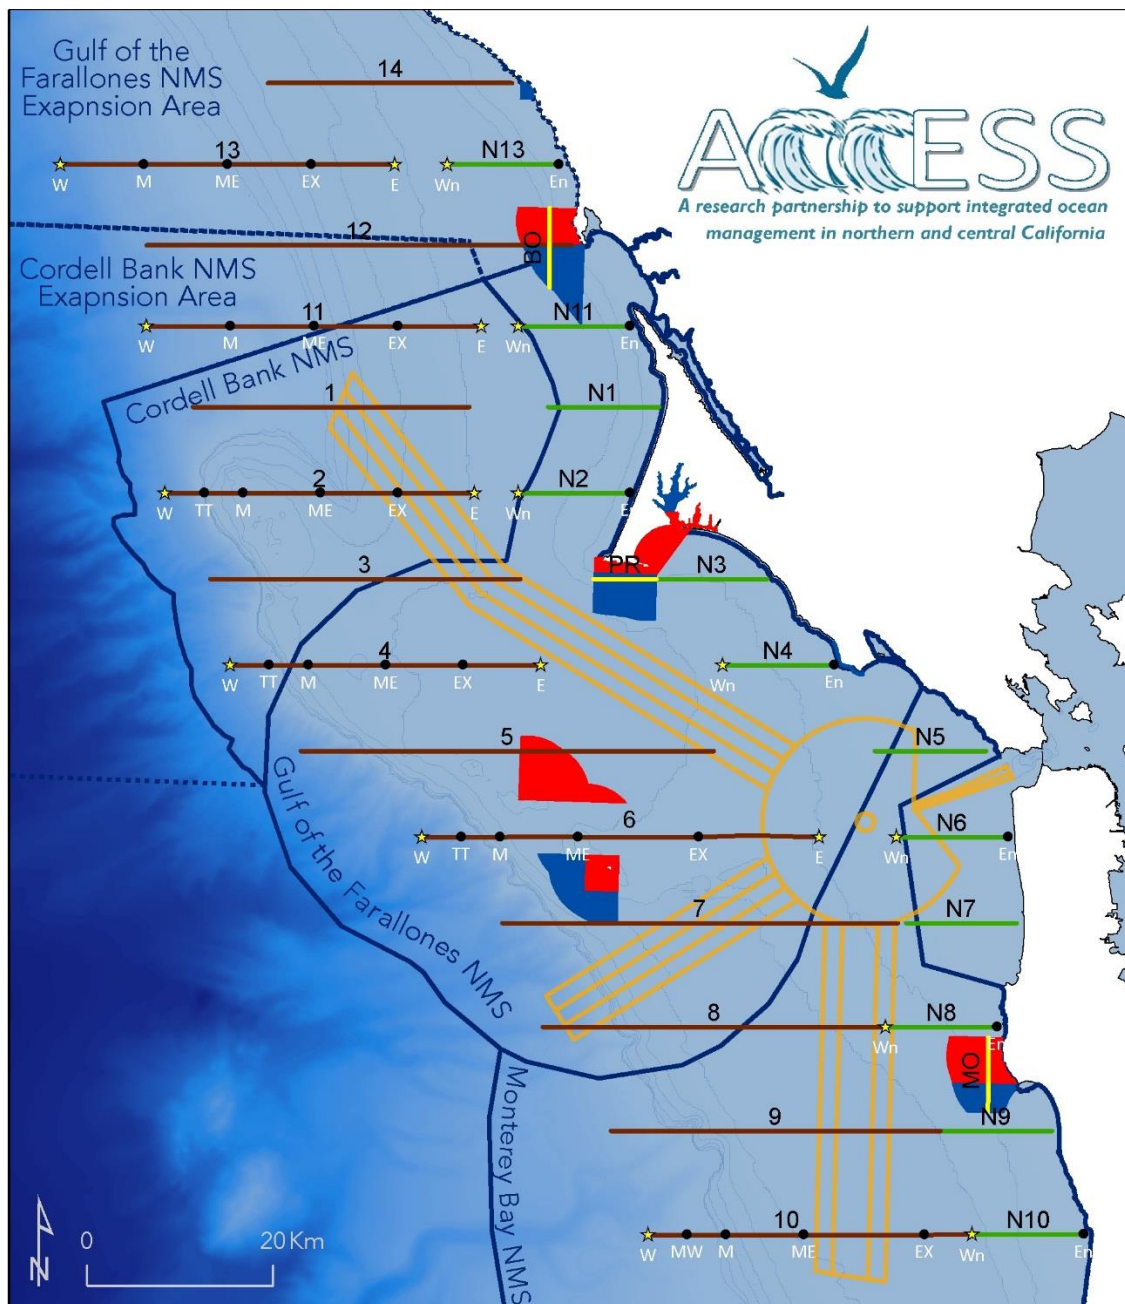 Gulf of the
Farallones NMS
Exapnsion Area
14
ACCESS
A research partnership to support integrated ocean
management in northern and central California
13
N13
W
M
ME
EX
E
Wn
En
12
BO
Cordell Bank NMS
Exapnsion Area
11
N11
W
M
ME
EX
E
Wn
En
Cordell Bank NMS
1
N1
2
N2
W
TT
M
ME
EX
E
Wn
En
3
PR
N3
4
N4
W
TT
M
ME
EX
E
Wn
En
5
N5
Gulf of the Farallones NMS
6
N6
W
TT
M
ME
EX
E
Wn
En
7
N7
8
N8
Wn
En
MO
Monterey Bay NMS
9
N9
10
N10
W
MW
M
ME
EX
Wn
En
N
0
20 Km